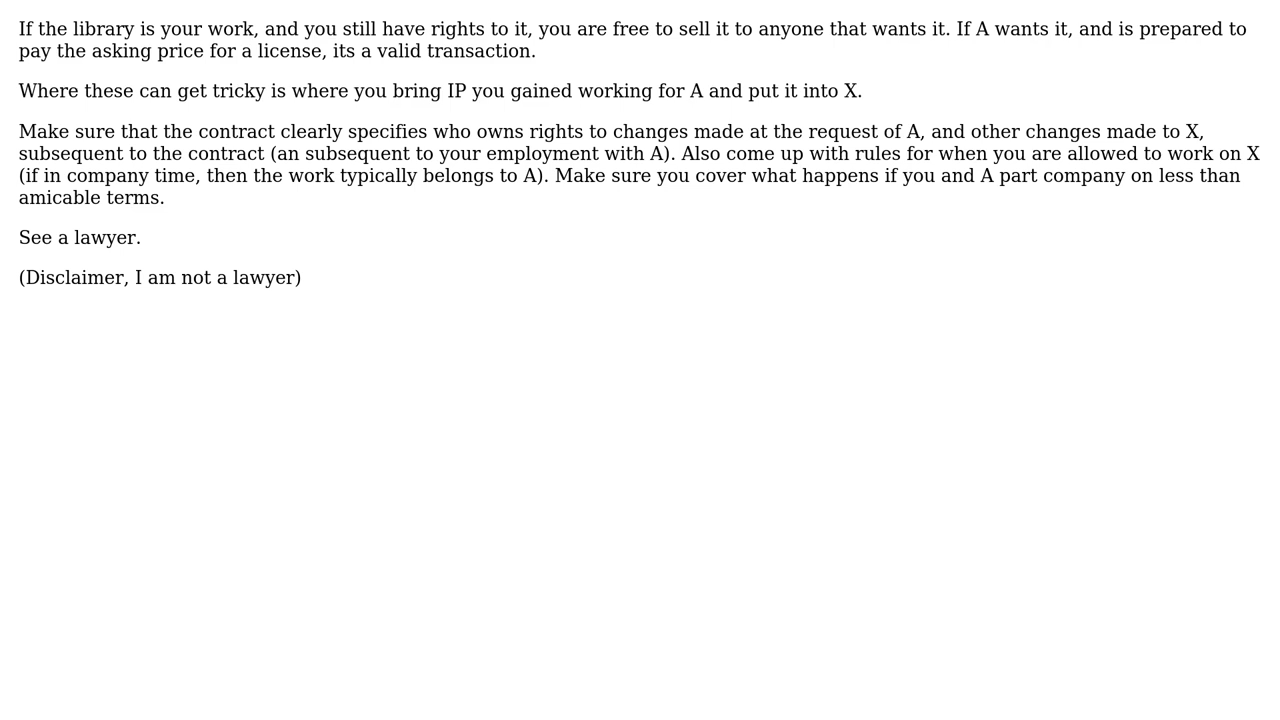 If the library is your work, and you still have rights to it, you are free to sell it to anyone that wants it. If A wants it, and is prepared to
pay the asking price for a license, its a valid transaction.
Where these can get tricky is where you bring IP you gained working for A and put it into X.
Make sure that the contract clearly specifies who owns rights to changes made at the request of A, and other changes made to X,
subsequent to the contract (an subsequent to your employment with A). Also come up with rules for when you are allowed to work on X
(if in company time, then the work typically belongs to A). Make sure you cover what happens if you and A part company on less than
amicable terms.
See a lawyer.
(Disclaimer, I am not a lawyer)